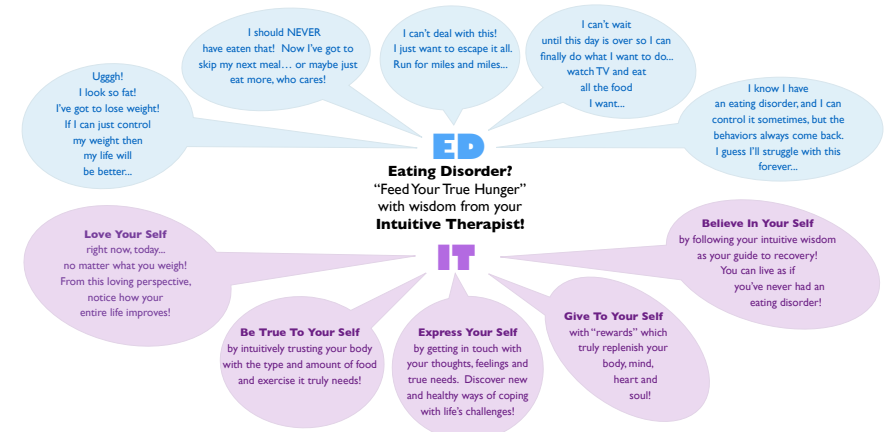 Ugggh!
I look so fat!
I've got to lose weight!
If I can just control
my weight then
my life will
be better...
I should NEVER
have eaten that!  Now I've got to
skip my next meal… or maybe just
eat more, who cares!
I can't deal with this!
I just want to escape it all.
Run for miles and miles...
I can't wait
until this day is over so I can
finally do what I want to do...
watch TV and eat
all the food
I want...
I know I have
an eating disorder, and I can
control it sometimes, but the
behaviors always come back.
I guess I'll struggle with this
forever...
ED
Eating Disorder?
“Feed Your True Hunger”
with wisdom from your
Intuitive Therapist!
IT
Love Your Self
right now, today...
no matter what you weigh!
From this loving perspective,
notice how your
entire life improves!
Be True To Your Self
by intuitively trusting your body
with the type and amount of food
and exercise it truly needs!
Express Your Self
by getting in touch with
your thoughts, feelings and
true needs.  Discover new
and healthy ways of coping
with life's challenges!
Give To Your Self
with “rewards” which
truly replenish your
body, mind,
heart and
soul!
Believe In Your Self
by following your intuitive wisdom
as your guide to recovery!
You can live as if
you've never had an
eating disorder!